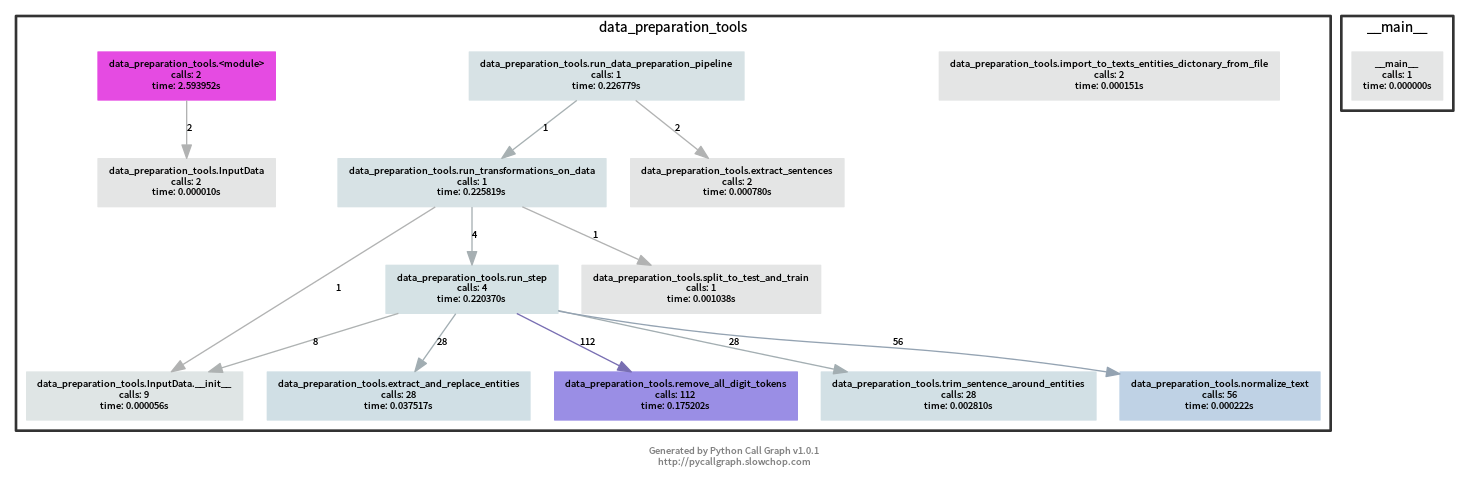 data_preparation_tools
__main__
data_preparation_tools.<module>
calls: 2
time: 2.593952s
data_preparation_tools.run_data_preparation_pipeline
calls: 1
time: 0.226779s
data_preparation_tools.import_to_texts_entities_dictonary_from_file
calls: 2
time: 0.000151s
__main__
calls: 1
time: 0.000000s
2
1
2
data_preparation_tools.InputData
calls: 2
time: 0.000010s
data_preparation_tools.run_transformations_on_data
calls: 1
time: 0.225819s
data_preparation_tools.extract_sentences
calls: 2
time: 0.000780s
4
1
data_preparation_tools.run_step
calls: 4
time: 0.220370s
data_preparation_tools.split_to_test_and_train
calls: 1
time: 0.001038s
1
8
28
112
28
56
data_preparation_tools.InputData.__init__
calls: 9
time: 0.000056s
data_preparation_tools.extract_and_replace_entities
calls: 28
time: 0.037517s
data_preparation_tools.remove_all_digit_tokens
calls: 112
time: 0.175202s
data_preparation_tools.trim_sentence_around_entities
calls: 28
time: 0.002810s
data_preparation_tools.normalize_text
calls: 56
time: 0.000222s
Generated by Python Call Graph v1.0.1
http://pycallgraph.slowchop.com